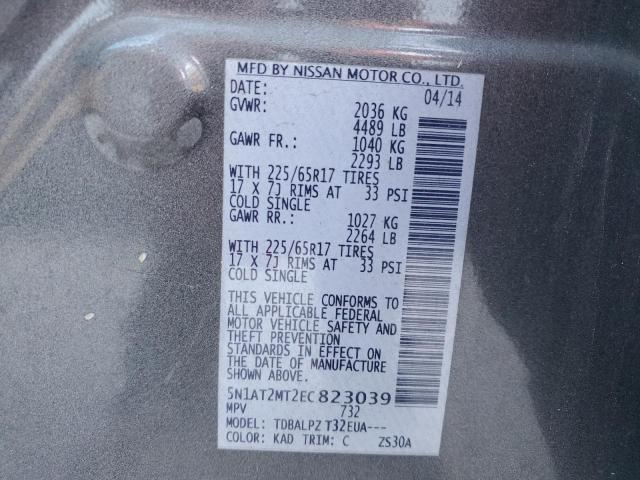 MFD BY NISSAN MOTOR CO., LTD.
DATE: 04/14
GVWR: 2036 KG
4489 LB
GAWR FR.: 1040 KG
2293 LB
WITH 225/65R17 TIRES
17 X 7J RIMS AT 33 PSI
COLD SINGLE
GAWR RR.: 1027 KG
2264 LB
WITH 225/65R17 TIRES
17 X 7J RIMS AT 33 PSI
COLD SINGLE
THIS VEHICLE CONFORMS TO
ALL APPLICABLE FEDERAL
MOTOR VEHICLE SAFETY AND
THEFT PREVENTION
STANDARDS IN EFFECT ON
THE DATE OF MANUFACTURE
SHOWN ABOVE.
5N1AT2MT2EC823039
MPV 732
MODEL: TDBALPZ T32EUA---
COLOR: KAD TRIM: C ZS30A